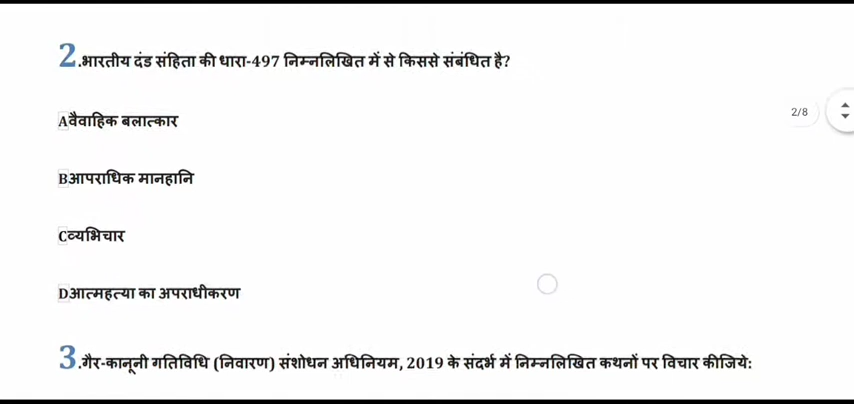 2.भारतीय दंड संहिता की धारा-497 निम्नलिखित में से किससे संबंधित है?
Aवैवाहिक बलात्कार
2/8
Bआपराधिक मानहानि
Cव्यभिचार
Dआत्महत्या का अपराधीकरण
3.गैर-कानूनी गतिविधि (निवारण) संशोधन अधिनियम, 2019 के संदर्भ में निम्नलिखित कथनों पर विचार कीजिये: